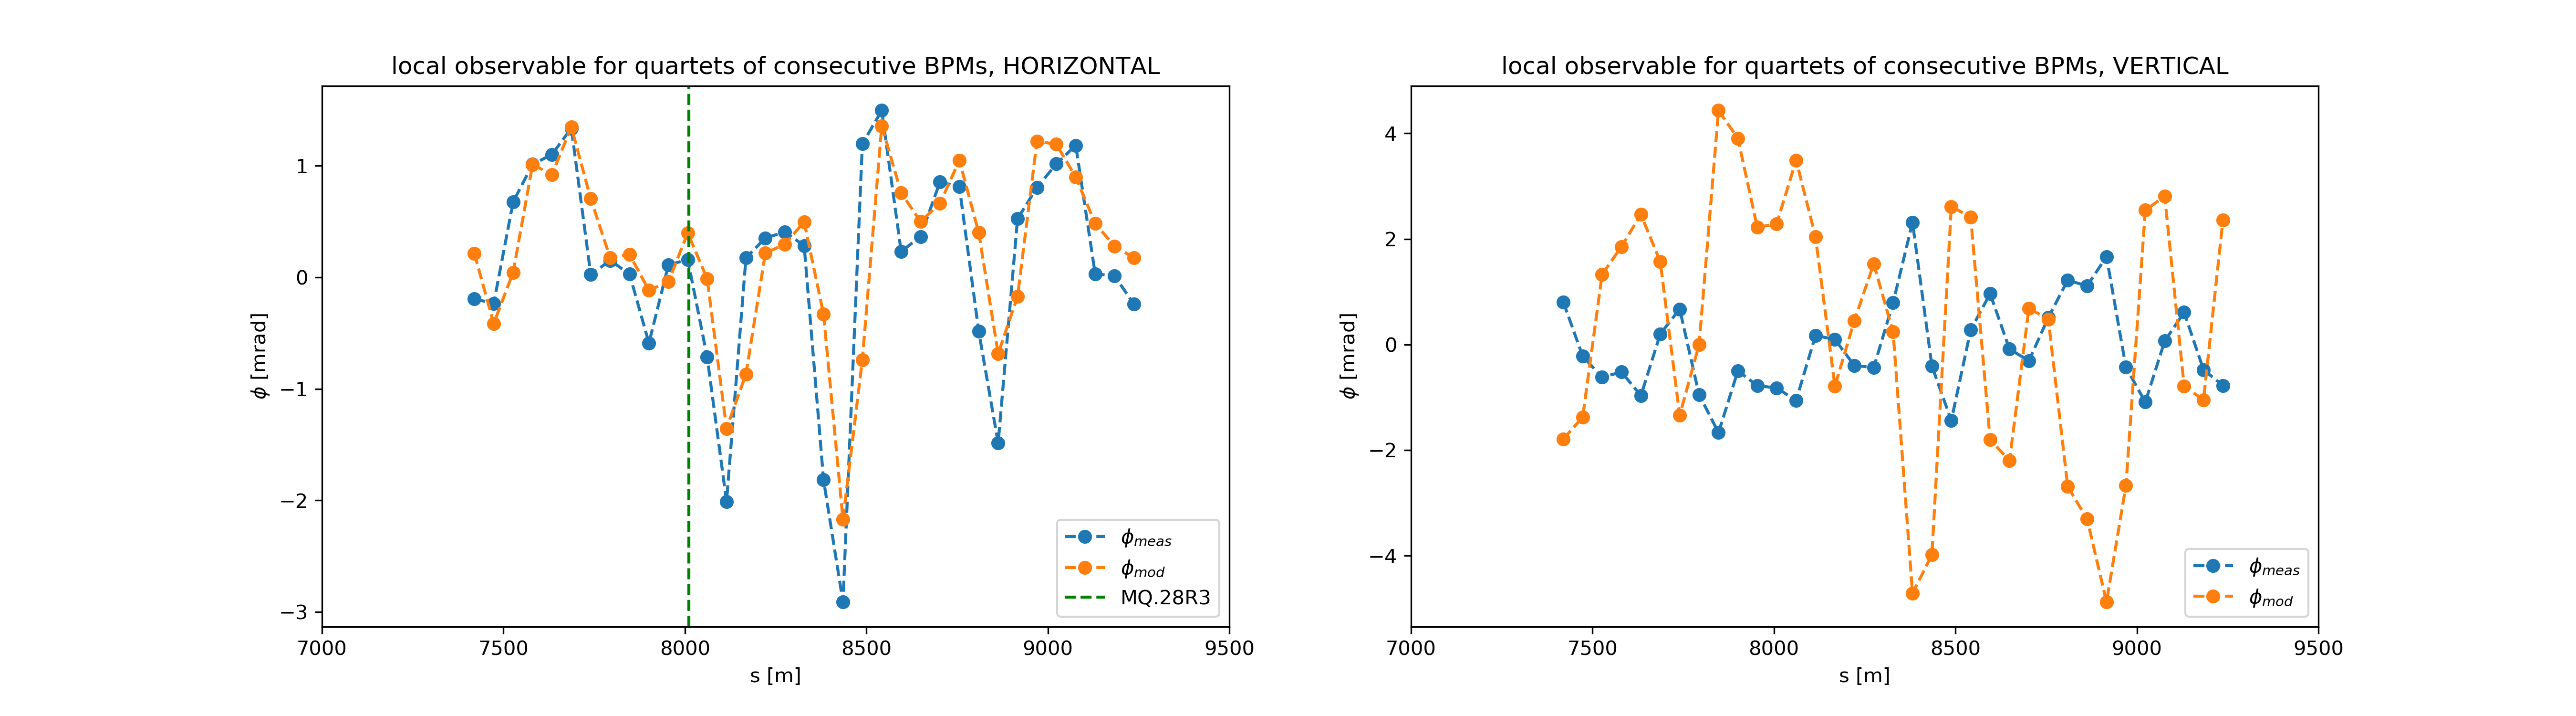 local observable for quartets of consecutive BPMs, HORIZONTAL
ϕ [mrad]
1
0
−1
−2
−3
7000 7500 8000 8500 9000 9500
s [m]
ϕmeas
ϕmod
MQ.28R3
local observable for quartets of consecutive BPMs, VERTICAL
ϕ [mrad]
4
2
0
−2
−4
7000 7500 8000 8500 9000 9500
s [m]
ϕmeas
ϕmod